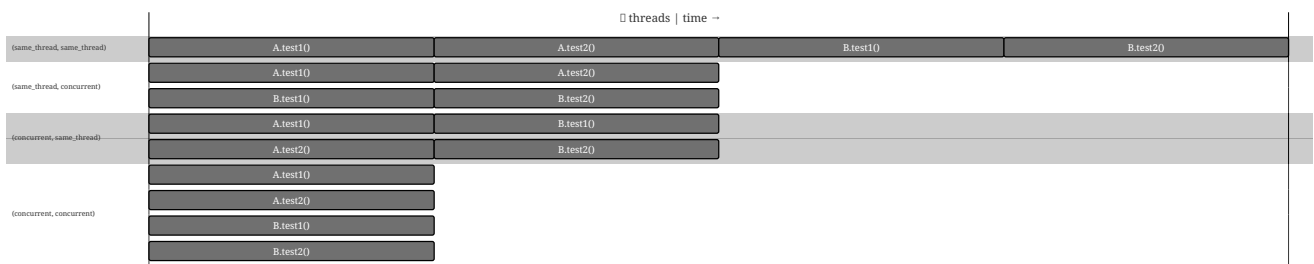 threads | time →
(same_thread, same_thread) A.test1() A.test2() B.test1() B.test2()
(same_thread, concurrent)
A.test1() A.test2()
B.test1() B.test2()
(concurrent, same_thread)
A.test1() B.test1()
A.test2() B.test2()
(concurrent, concurrent)
A.test1()
A.test2()
B.test1()
B.test2()